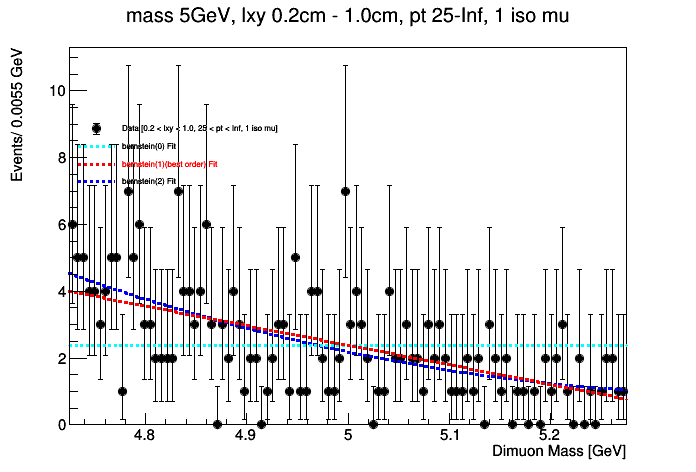 mass 5GeV, lxy 0.2cm - 1.0cm, pt 25-Inf, 1 iso mu
Events/ 0.0055 GeV
10
8
6
4
2
0
Data [0.2 < lxy < 1.0, 25 < pt < Inf, 1 iso mu]
bernstein(0) Fit
bernstein(1)(best order) Fit
bernstein(2) Fit
4.8 4.9 5 5.1 5.2
Dimuon Mass [GeV]